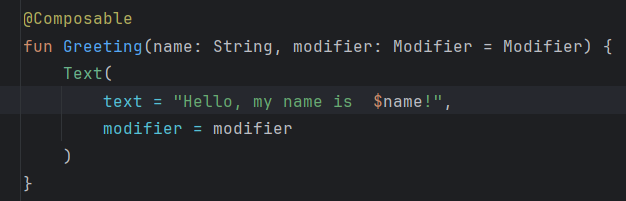 @Composable
fun Greeting(name: String, modifier: Modifier = Modifier) {
    Text(
        text = "Hello, my name is  $name!",
        modifier = modifier
    )
}